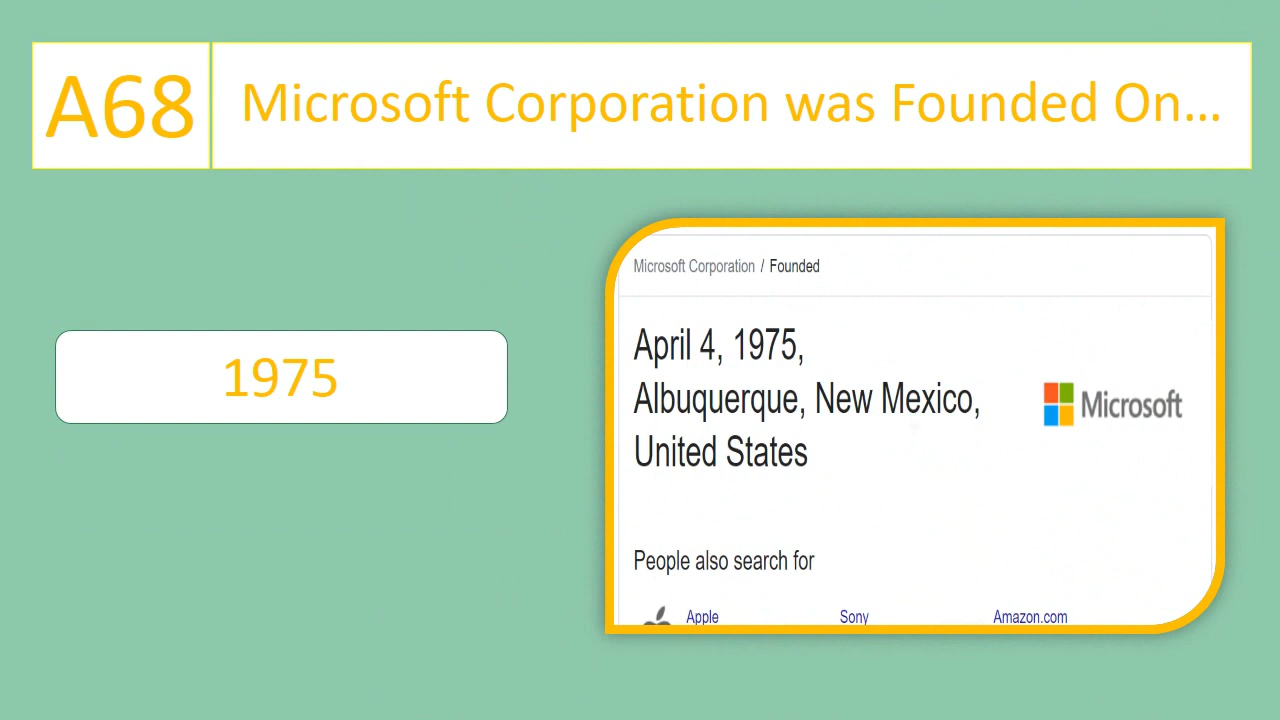 A68
Microsoft Corporation was Founded On...
1975
Microsoft Corporation / Founded
April 4, 1975,
Albuquerque, New Mexico,
United States
Microsoft
People also search for
Apple Sony Amazon.com